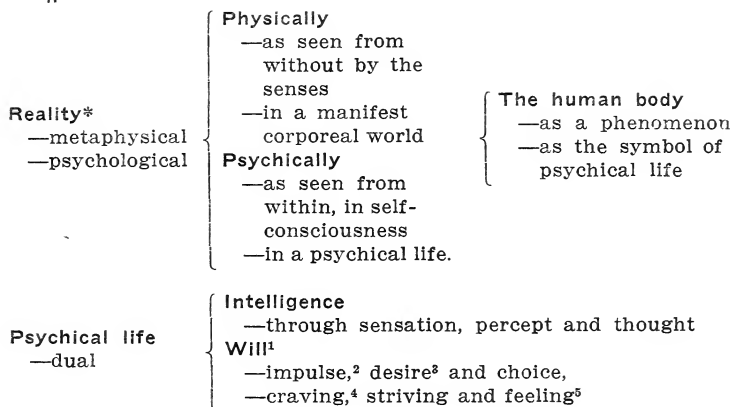 Physically
—as seen from
without by the
senses
—in a manifest
corporeal world
Reality*
—metaphysical
—psychological
Psychically
—as seen from
within, in self-
consciousness
—in a psychical life.
The human body
—as a phenomenon
—as the symbol of
psychical life
Psychical life
—dual
Intelligence
—through sensation, percept and thought
Will¹
—impulse,² desire³ and choice,
—craving,⁴ striving and feeling⁵